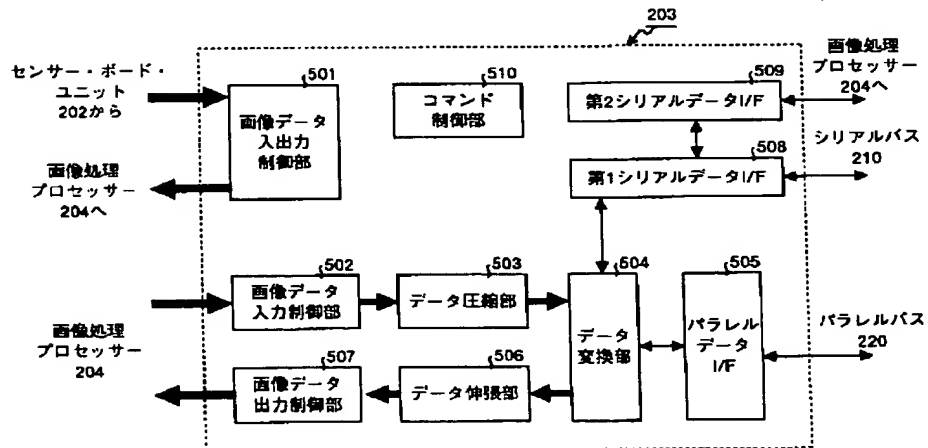 203
センサー・ボード・
ユニット
202から
501
画像データ
入出力
制御部
510
コマンド
制御部
509
第2シリアルデータI/F
画像処理
プロセッサー
204へ
508
第1シリアルデータI/F
シリアルバス
210
画像処理
プロセッサー
204へ
502
画像データ
入力制御部
503
データ圧縮部
504
データ
変換部
505
パラレル
データ
I/F
パラレルバス
220
画像処理
プロセッサー
204
507
画像データ
出力制御部
506
データ伸張部